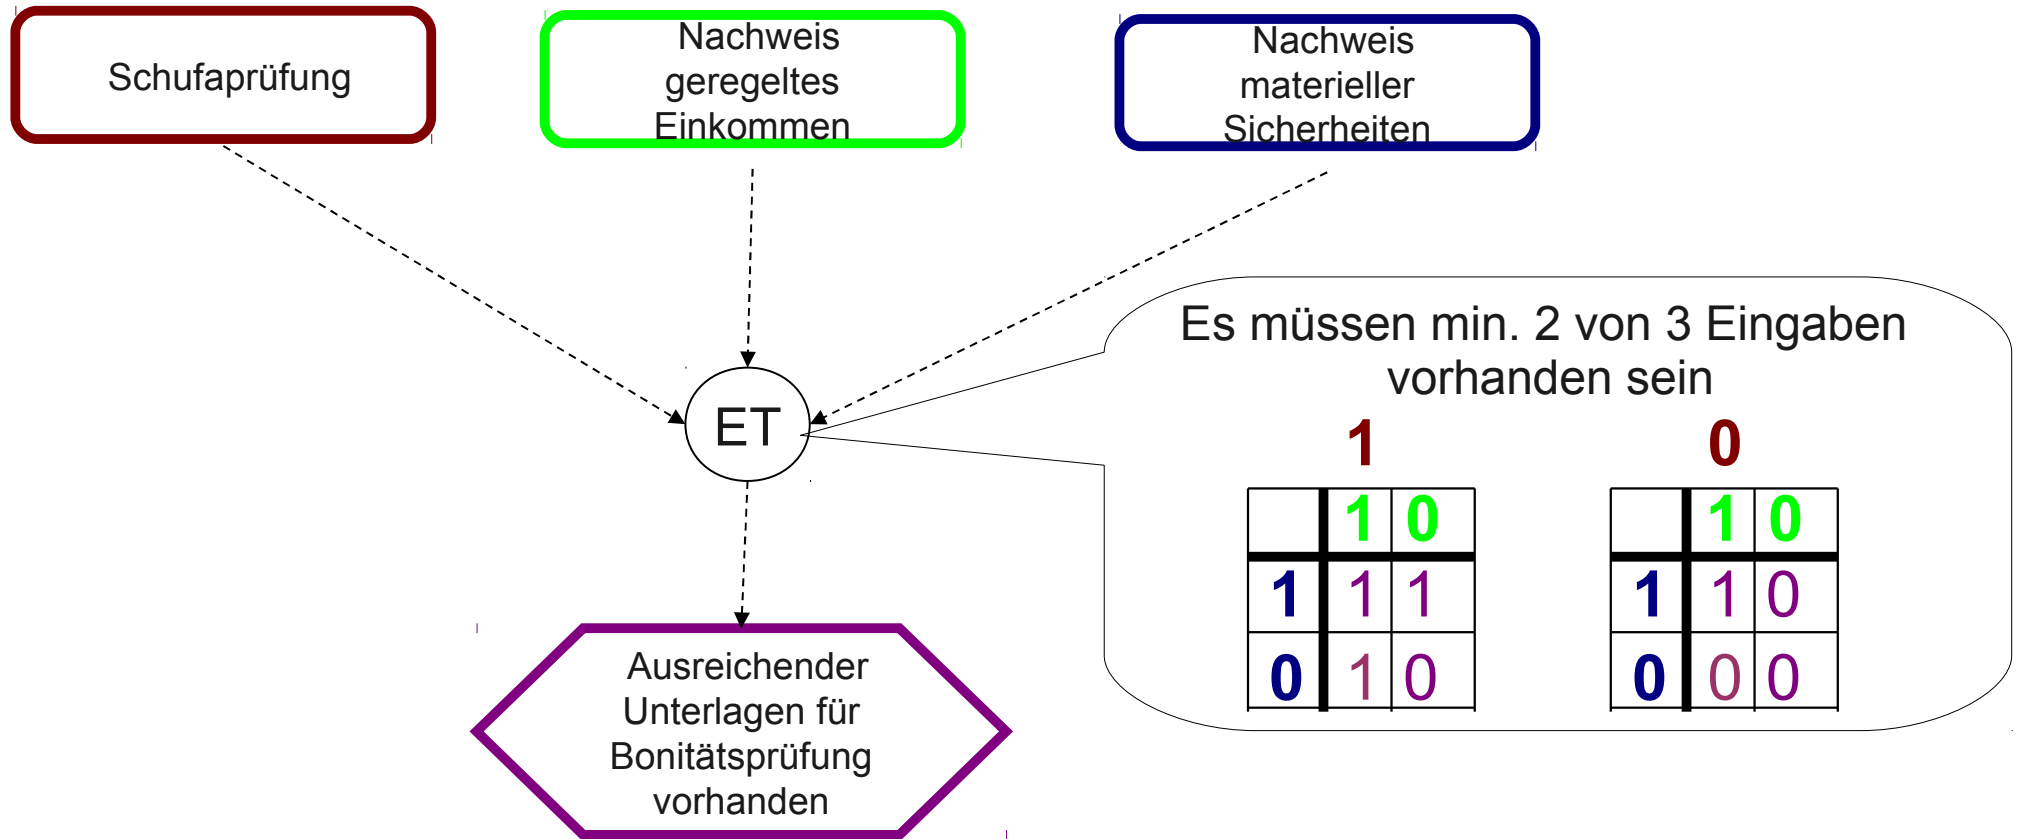 Schufaprüfung
Nachweis
geregeltes
Einkommen
Nachweis
materieller
Sicherheiten
ET
Es müssen min. 2 von 3 Eingaben
vorhanden sein
1
1 0
1 1 1
0 1 0
0
1 0
1 1 0
0 0 0
Ausreichender
Unterlagen für
Bonitätsprüfung
vorhanden